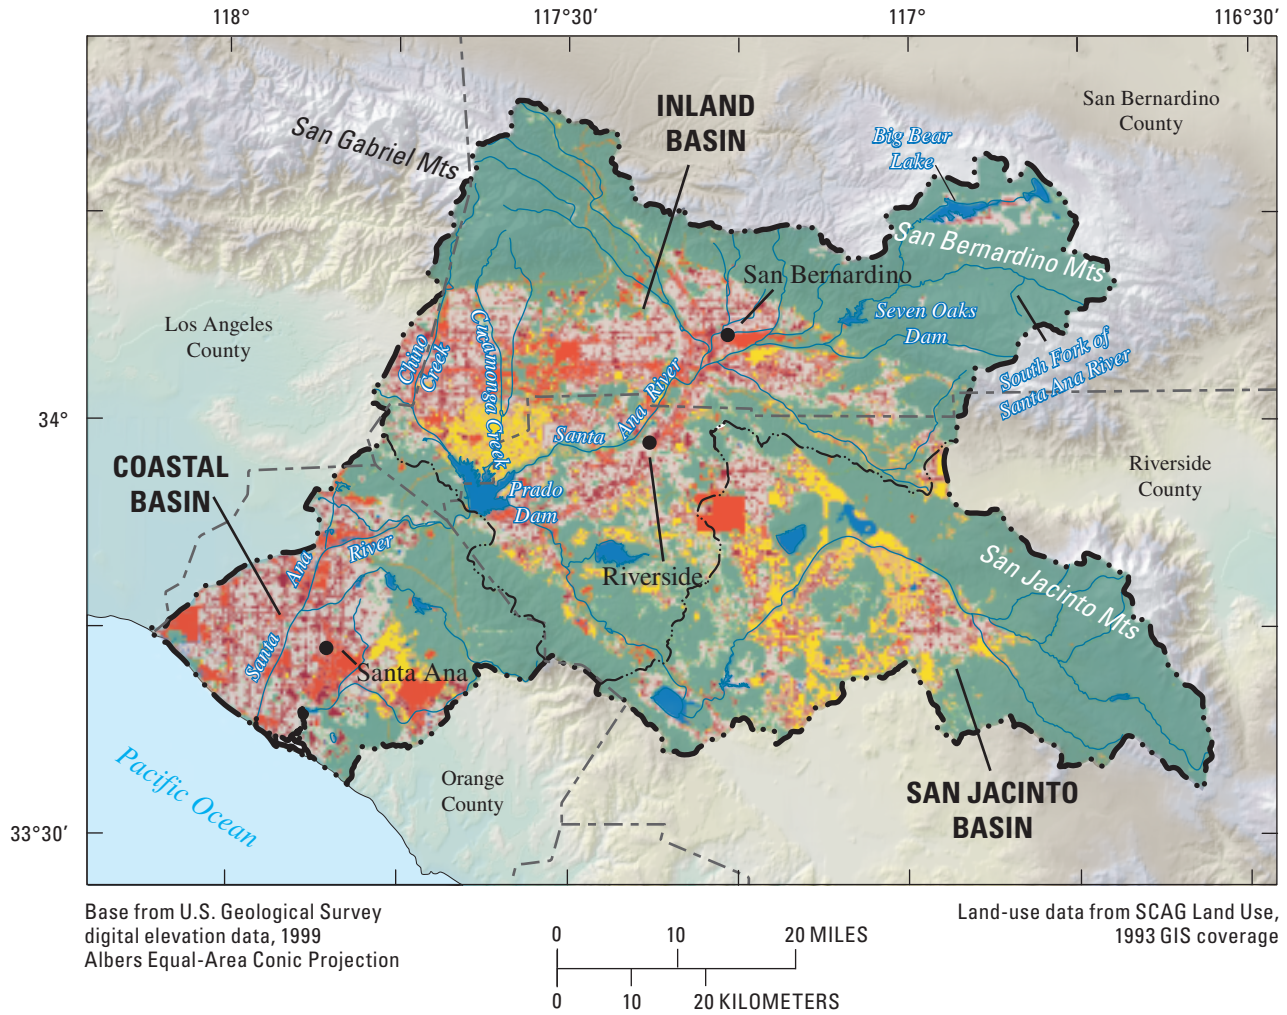 118°
117°30'
117°
116°30'
34°
33°30'
San Gabriel Mts
INLAND
BASIN
Big Bear
Lake
San Bernardino
County
San Bernardino Mts
San Bernardino
Seven Oaks
Dam
South Fork of
Santa Ana River
Los Angeles
County
Chino
Creek
Cucamonga Creek
Santa
Ana River
COASTAL
BASIN
Prado
Dam
Riverside
County
Santa
Ana
River
Riverside
San Jacinto Mts
Santa Ana
Orange
County
Pacific Ocean
SAN JACINTO
BASIN
Base from U.S. Geological Survey
digital elevation data, 1999
Albers Equal-Area Conic Projection
0 10 20 MILES
0 10 20 KILOMETERS
Land-use data from SCAG Land Use,
1993 GIS coverage